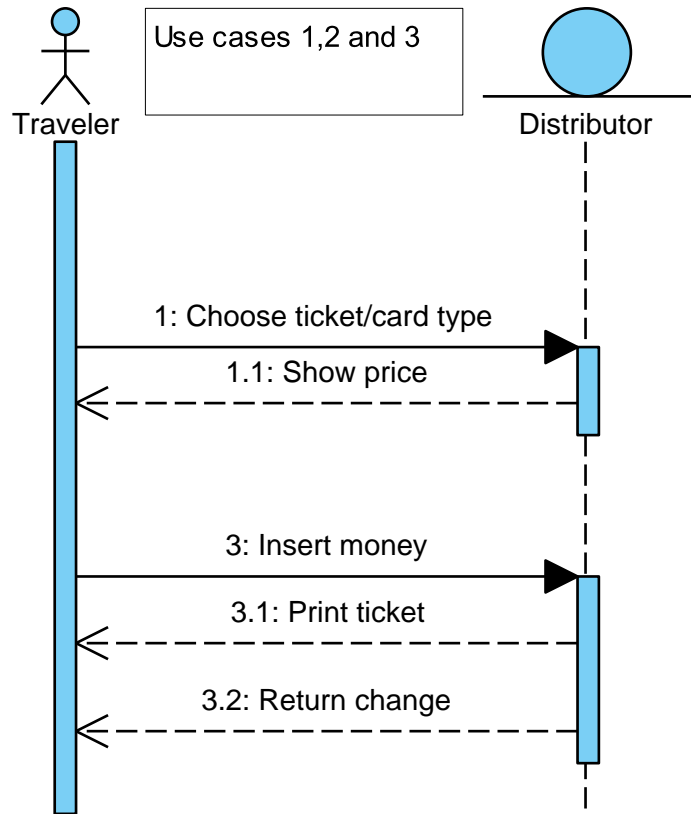 Use cases 1,2 and 3
Traveler
Distributor
1: Choose ticket/card type
1.1: Show price
3: Insert money
3.1: Print ticket
3.2: Return change